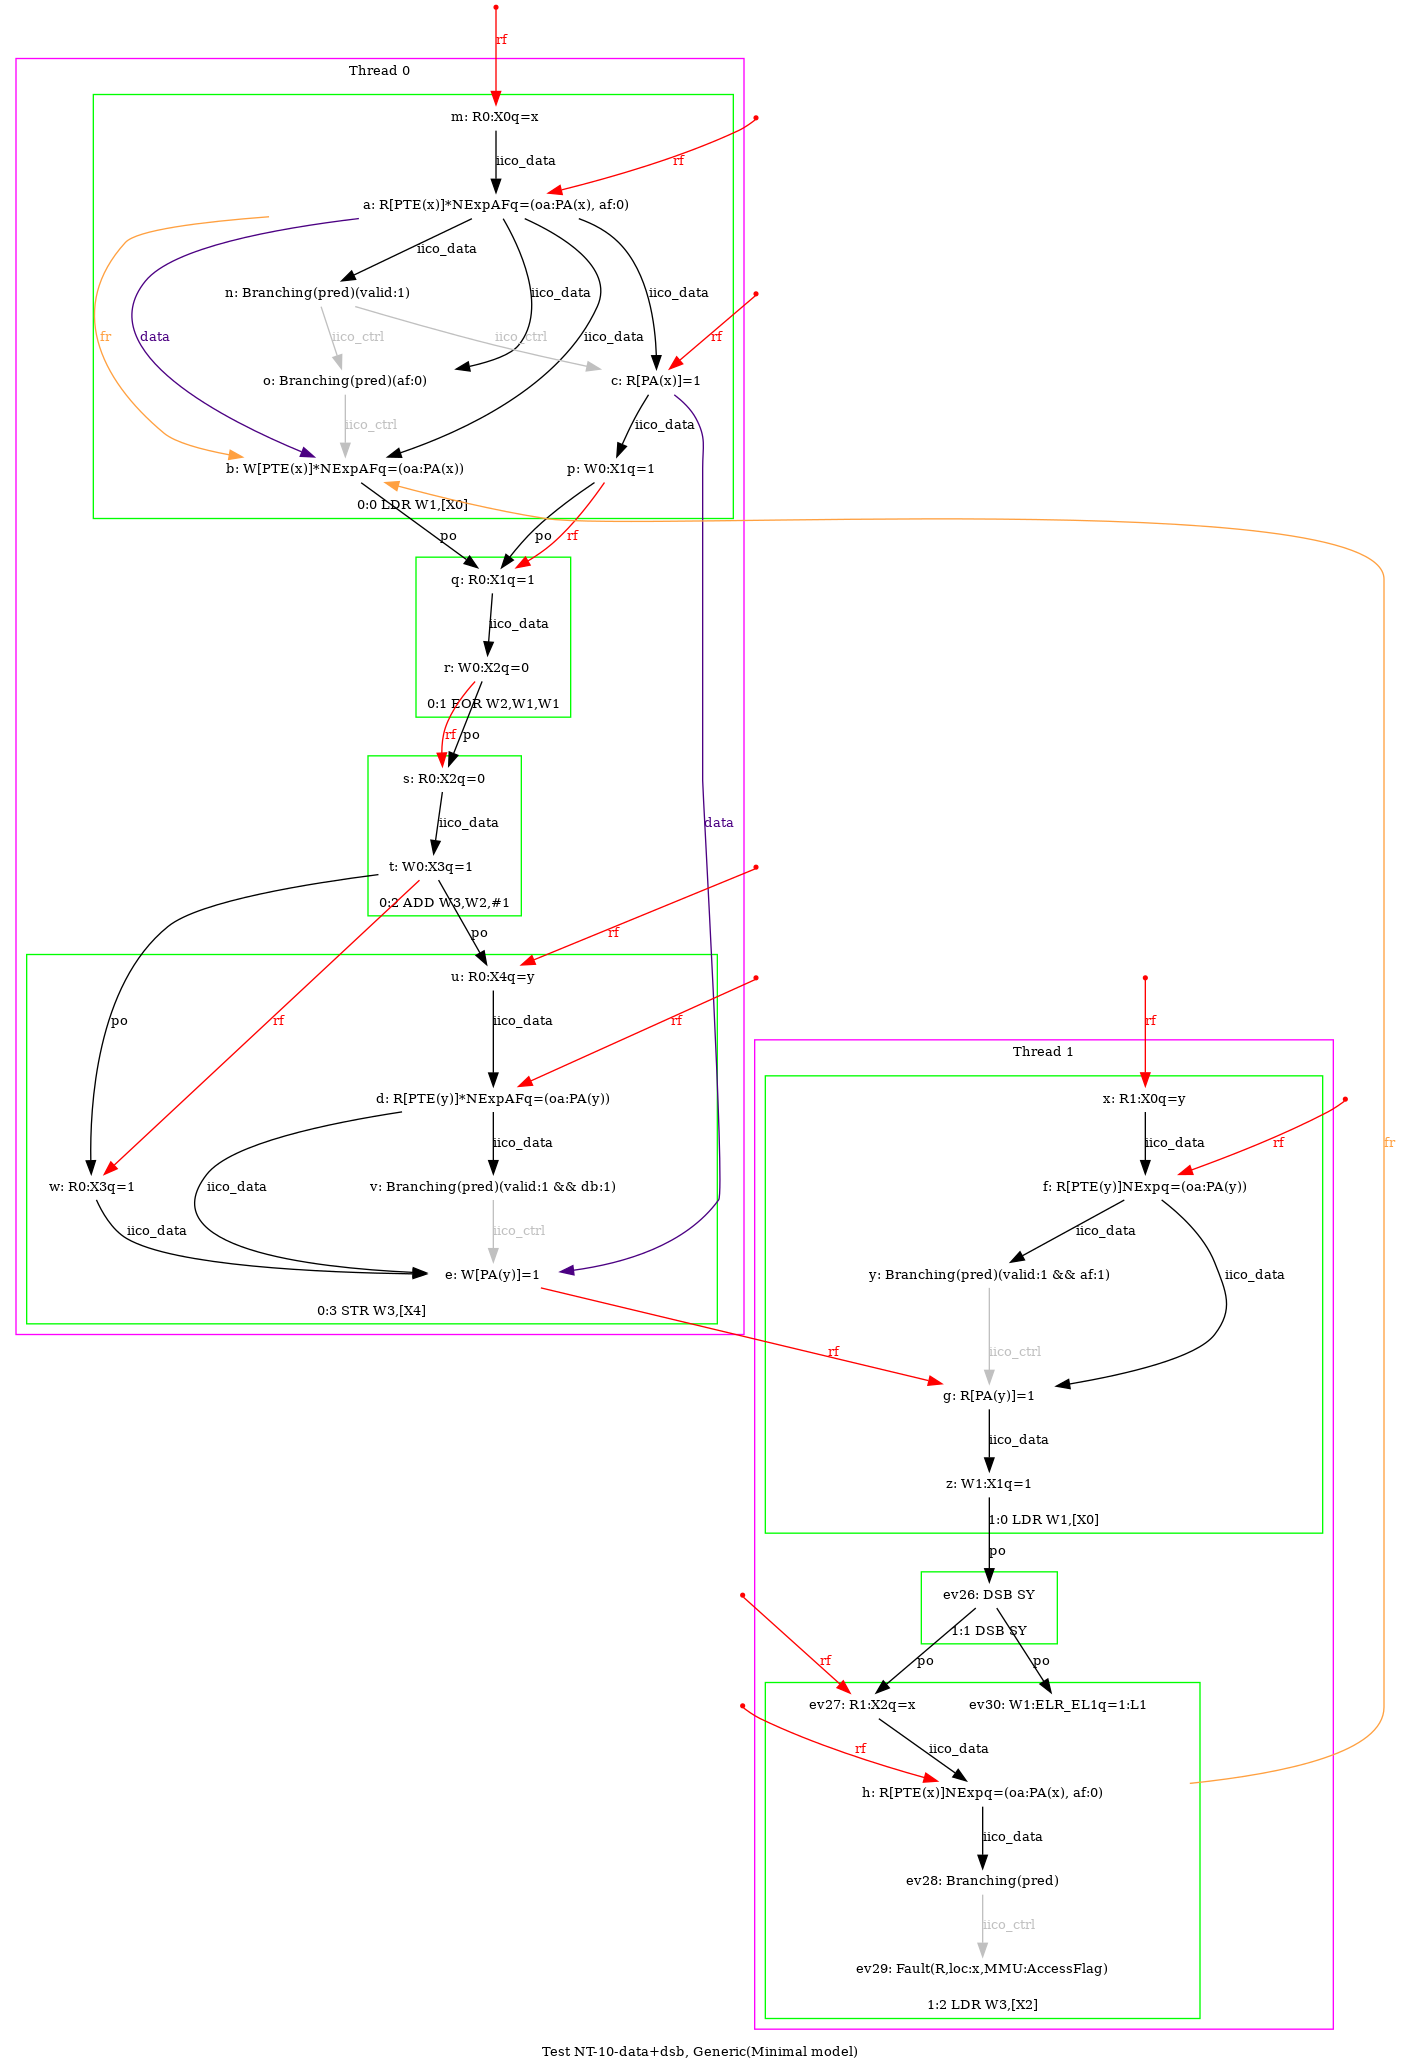 rf
Thread 0
m: R0:X0q=x
iico_data
rf
a: R[PTE(x)]*NExpAFq=(oa:PA(x), af:0)
iico_data
n: Branching(pred)(valid:1)
iico_data
iico_data
fr
data
iico_ctrl
iico_ctrl
iico_data
rf
o: Branching(pred)(af:0)
c: R[PA(x)]=1
iico_ctrl
iico_data
b: W[PTE(x)]*NExpAFq=(oa:PA(x))
p: W0:X1q=1
0:0 LDR W1,[X0]
po
po
rf
q: R0:X1q=1
iico_data
r: W0:X2q=0
0:1 EOR W2,W1,W1
rf
po
s: R0:X2q=0
iico_data
data
t: W0:X3q=1
0:2 ADD W3,W2,#1
po
rf
u: R0:X4q=y
po
rf
iico_data
rf
rf
Thread 1
d: R[PTE(y)]*NExpAFq=(oa:PA(y))
x: R1:X0q=y
iico_data
iico_data
rf
fr
w: R0:X3q=1
iico_data
v: Branching(pred)(valid:1 && db:1)
f: R[PTE(y)]NExpq=(oa:PA(y))
iico_data
iico_ctrl
iico_data
e: W[PA(y)]=1
y: Branching(pred)(valid:1 && af:1)
iico_data
0:3 STR W3,[X4]
rf
iico_ctrl
g: R[PA(y)]=1
iico_data
z: W1:X1q=1
1:0 LDR W1,[X0]
po
ev26: DSB SY
1:1 DSB SY
rf
po
po
ev27: R1:X2q=x
ev30: W1:ELR_EL1q=1:L1
rf
iico_data
h: R[PTE(x)]NExpq=(oa:PA(x), af:0)
iico_data
ev28: Branching(pred)
iico_ctrl
ev29: Fault(R,loc:x,MMU:AccessFlag)
1:2 LDR W3,[X2]
Test NT-10-data+dsb, Generic(Minimal model)